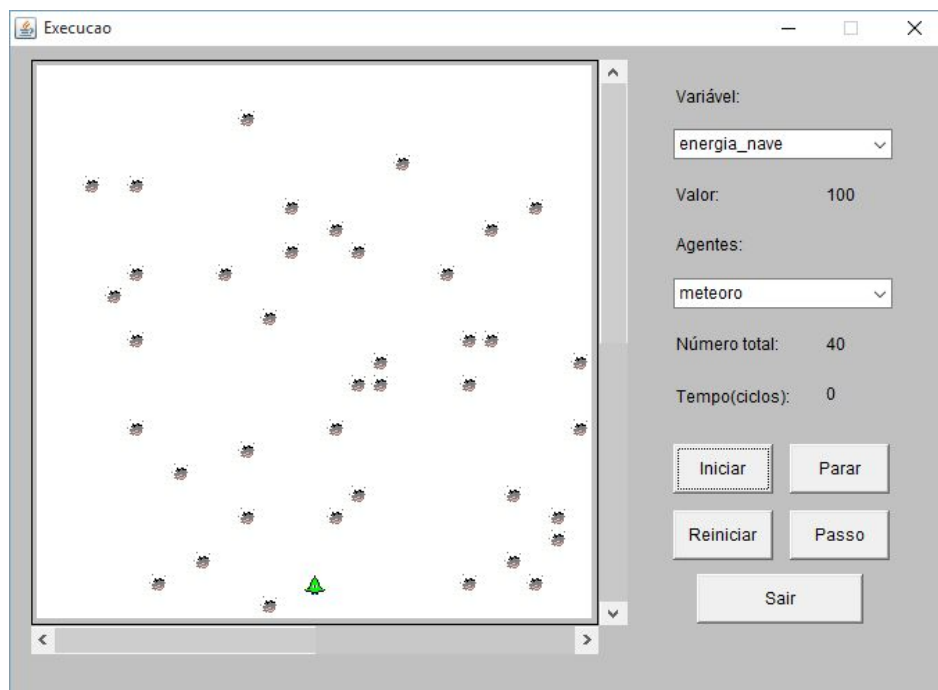 Execucao
Variável:
energia_nave
Valor: 100
Agentes:
meteoro
Número total: 40
Tempo(ciclos): 0
Iniciar Parar
Reiniciar Passo
Sair